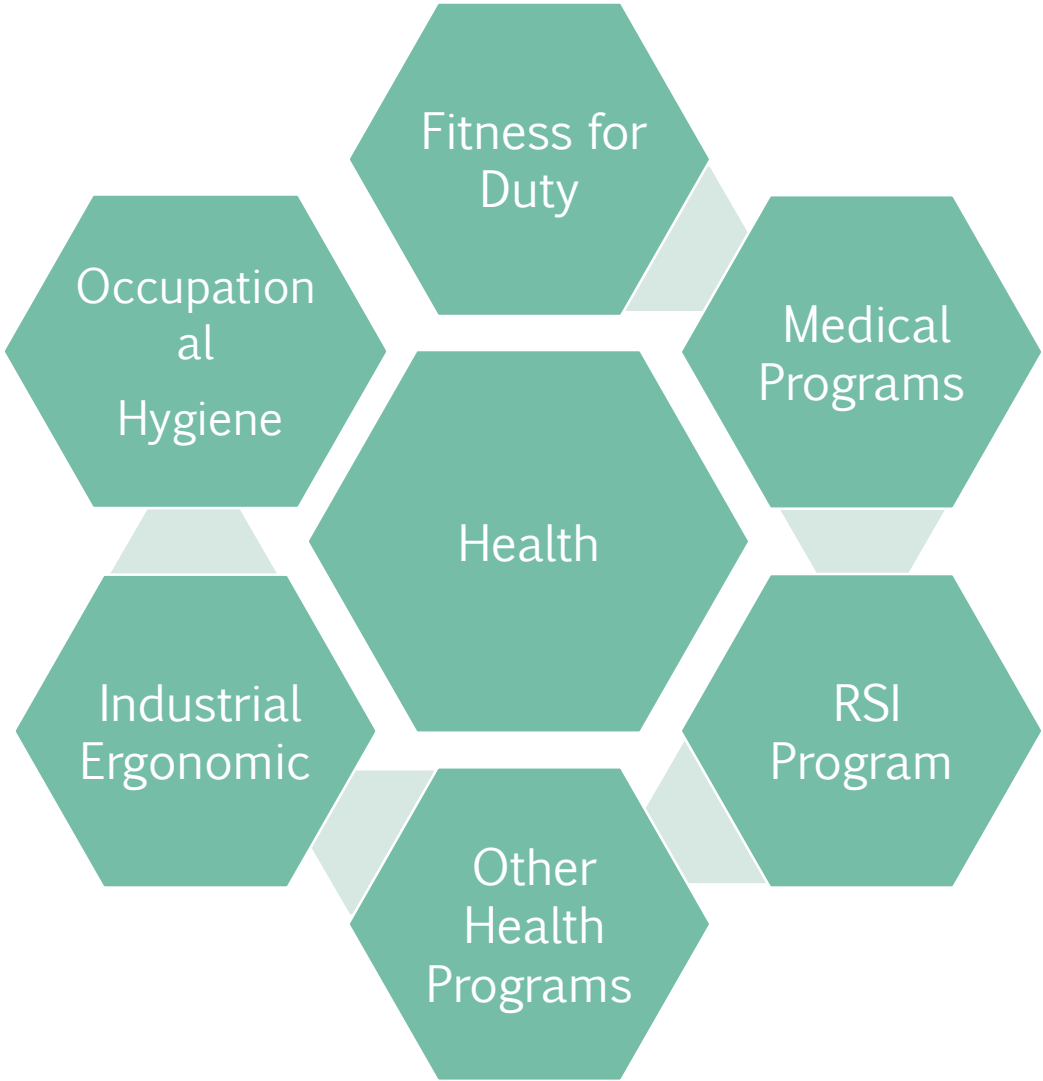 Fitness for
Duty
Occupation
al
Hygiene
Medical
Programs
Health
Industrial
Ergonomic
RSI
Program
Other
Health
Programs